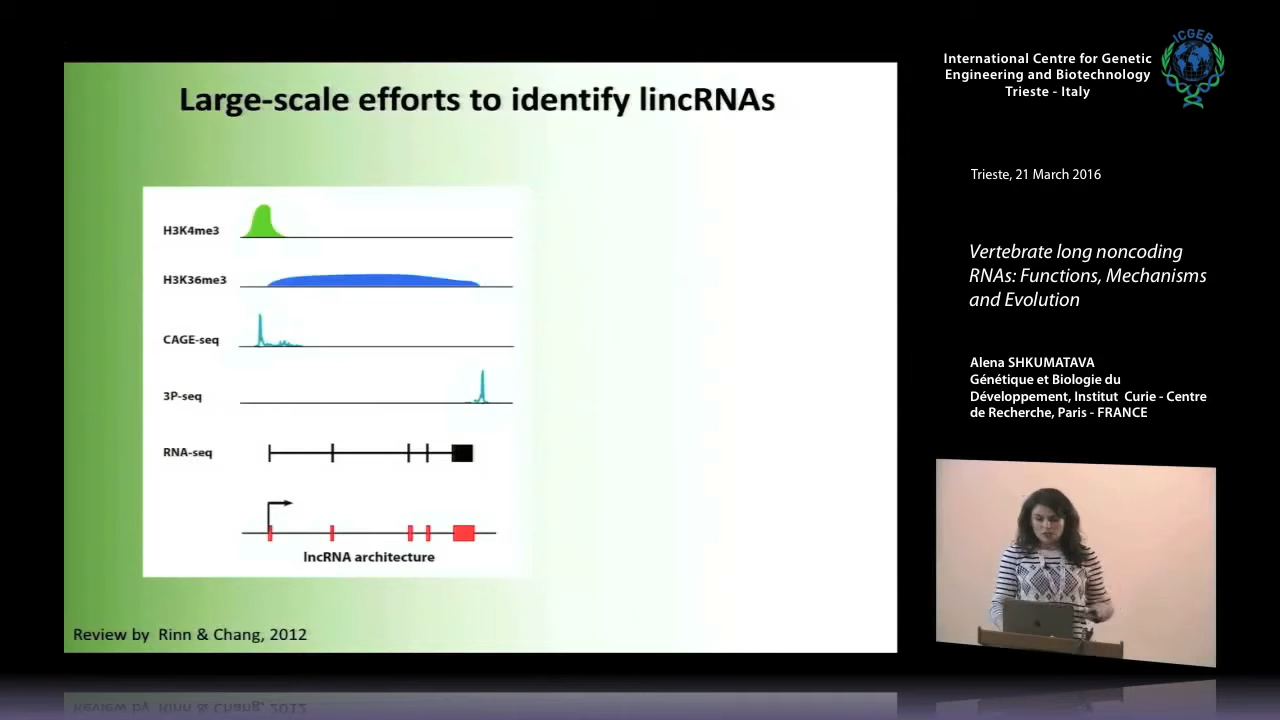 Large-scale efforts to identify lincRNAs
H3K4me3
H3K36me3
CAGE-seq
3P-seq
RNA-seq
lncRNA architecture
Review by Rinn & Chang, 2012
International Centre for Genetic
Engineering and Biotechnology
Trieste - Italy
ICGEB
Trieste, 21 March 2016
Vertebrate long noncoding
RNAs: Functions, Mechanisms
and Evolution
Alena SHKUMATAVA
Génétique et Biologie du
Développement, Institut Curie - Centre
de Recherche, Paris - FRANCE